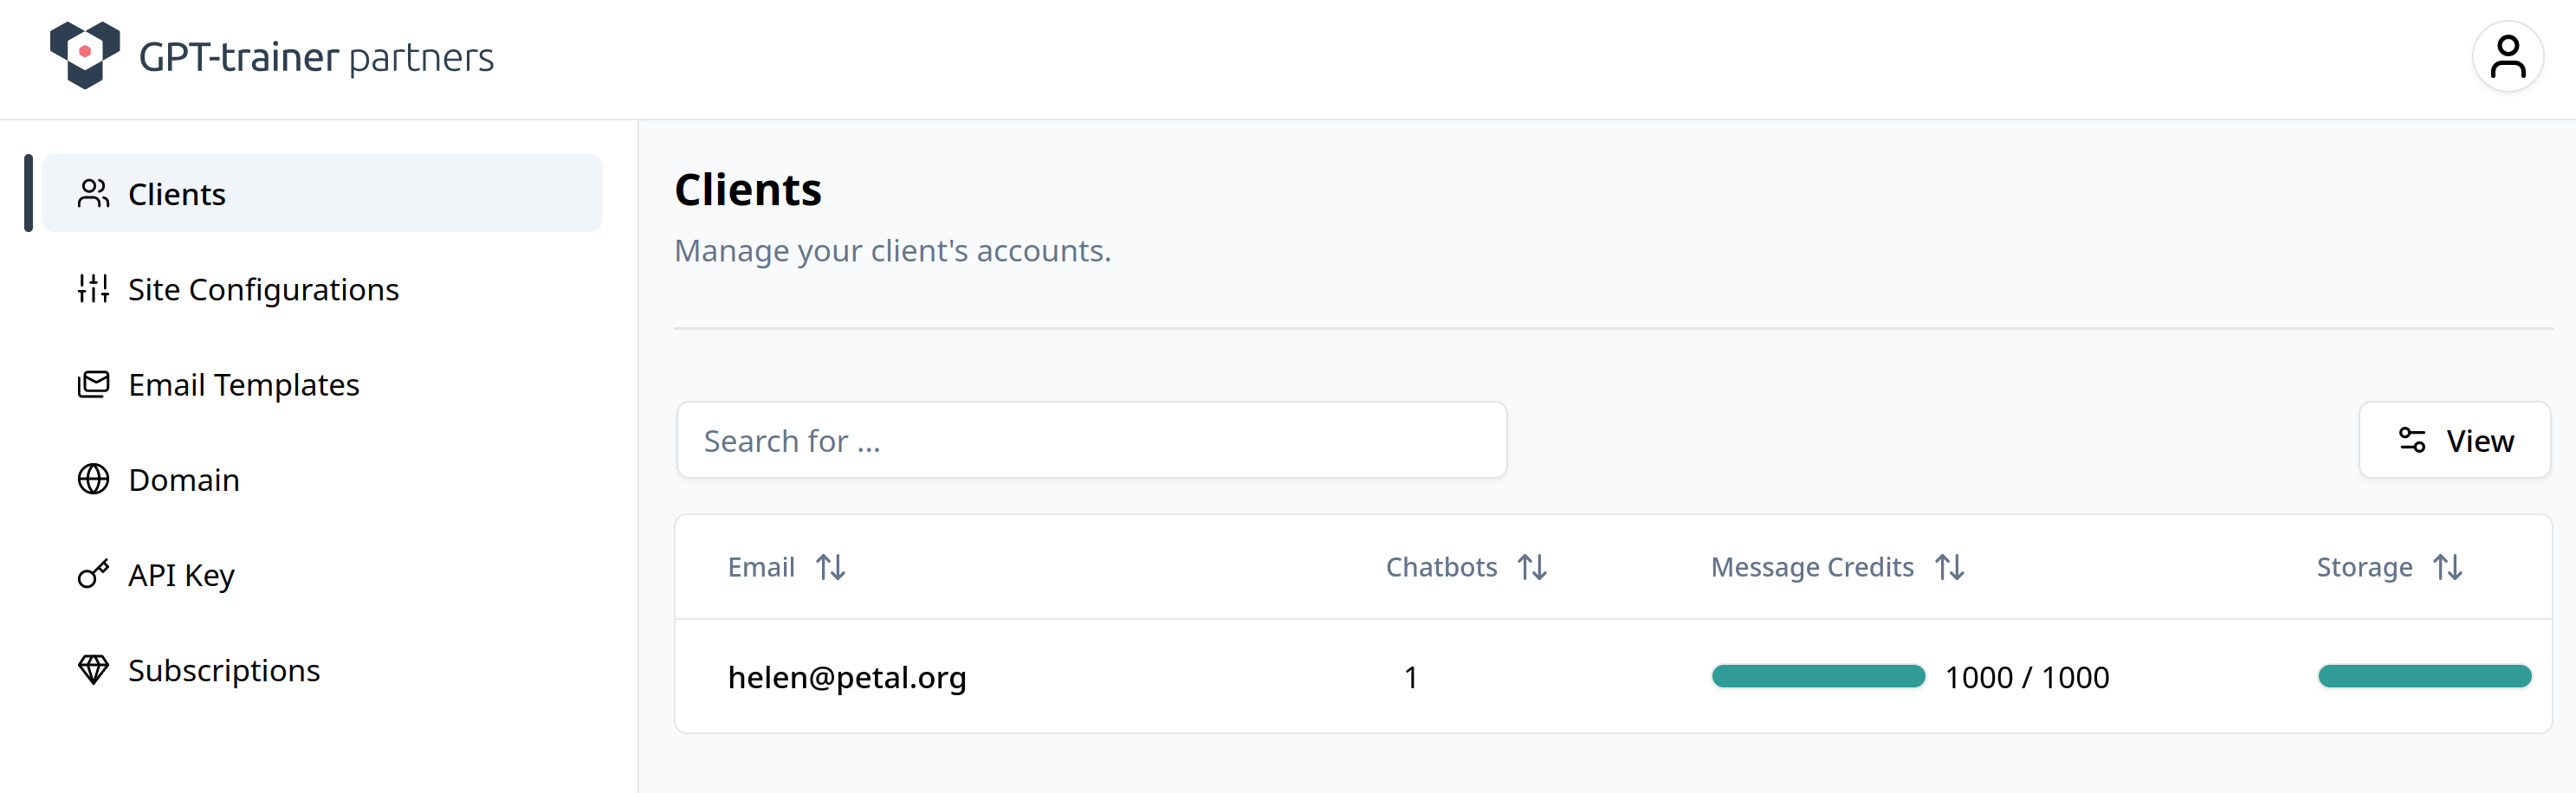 GPT-trainer partners
Clients
Site Configurations
Email Templates
Domain
API Key
Subscriptions
Clients
Manage your client's accounts.
Search for ...
View
Email Chatbots Message Credits Storage
helen@petal.org 1 1000 / 1000